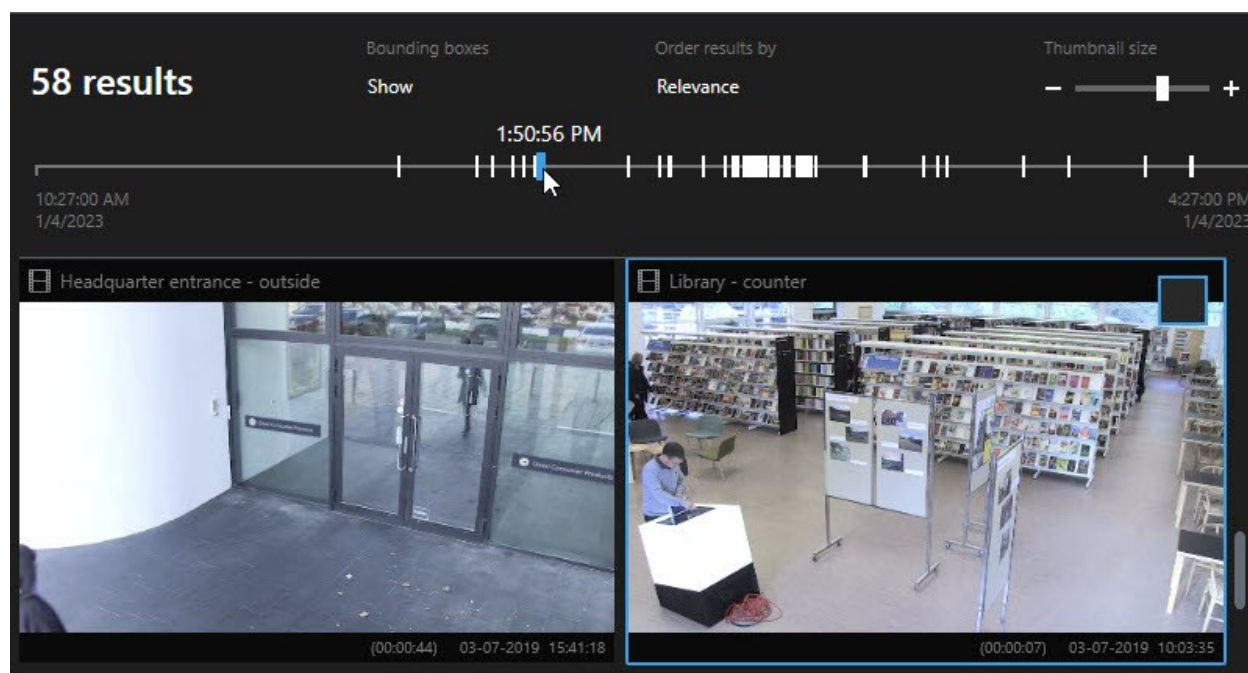 58 results
Bounding boxes
Show
Order results by
Relevance
Thumbnail size
− +
1:50:56 PM
10:27:00 AM
1/4/2023
4:27:00 PM
1/4/2023
Headquarter entrance - outside
(00:00:44) 03-07-2019 15:41:18
Library - counter
(00:00:07) 03-07-2019 10:03:35